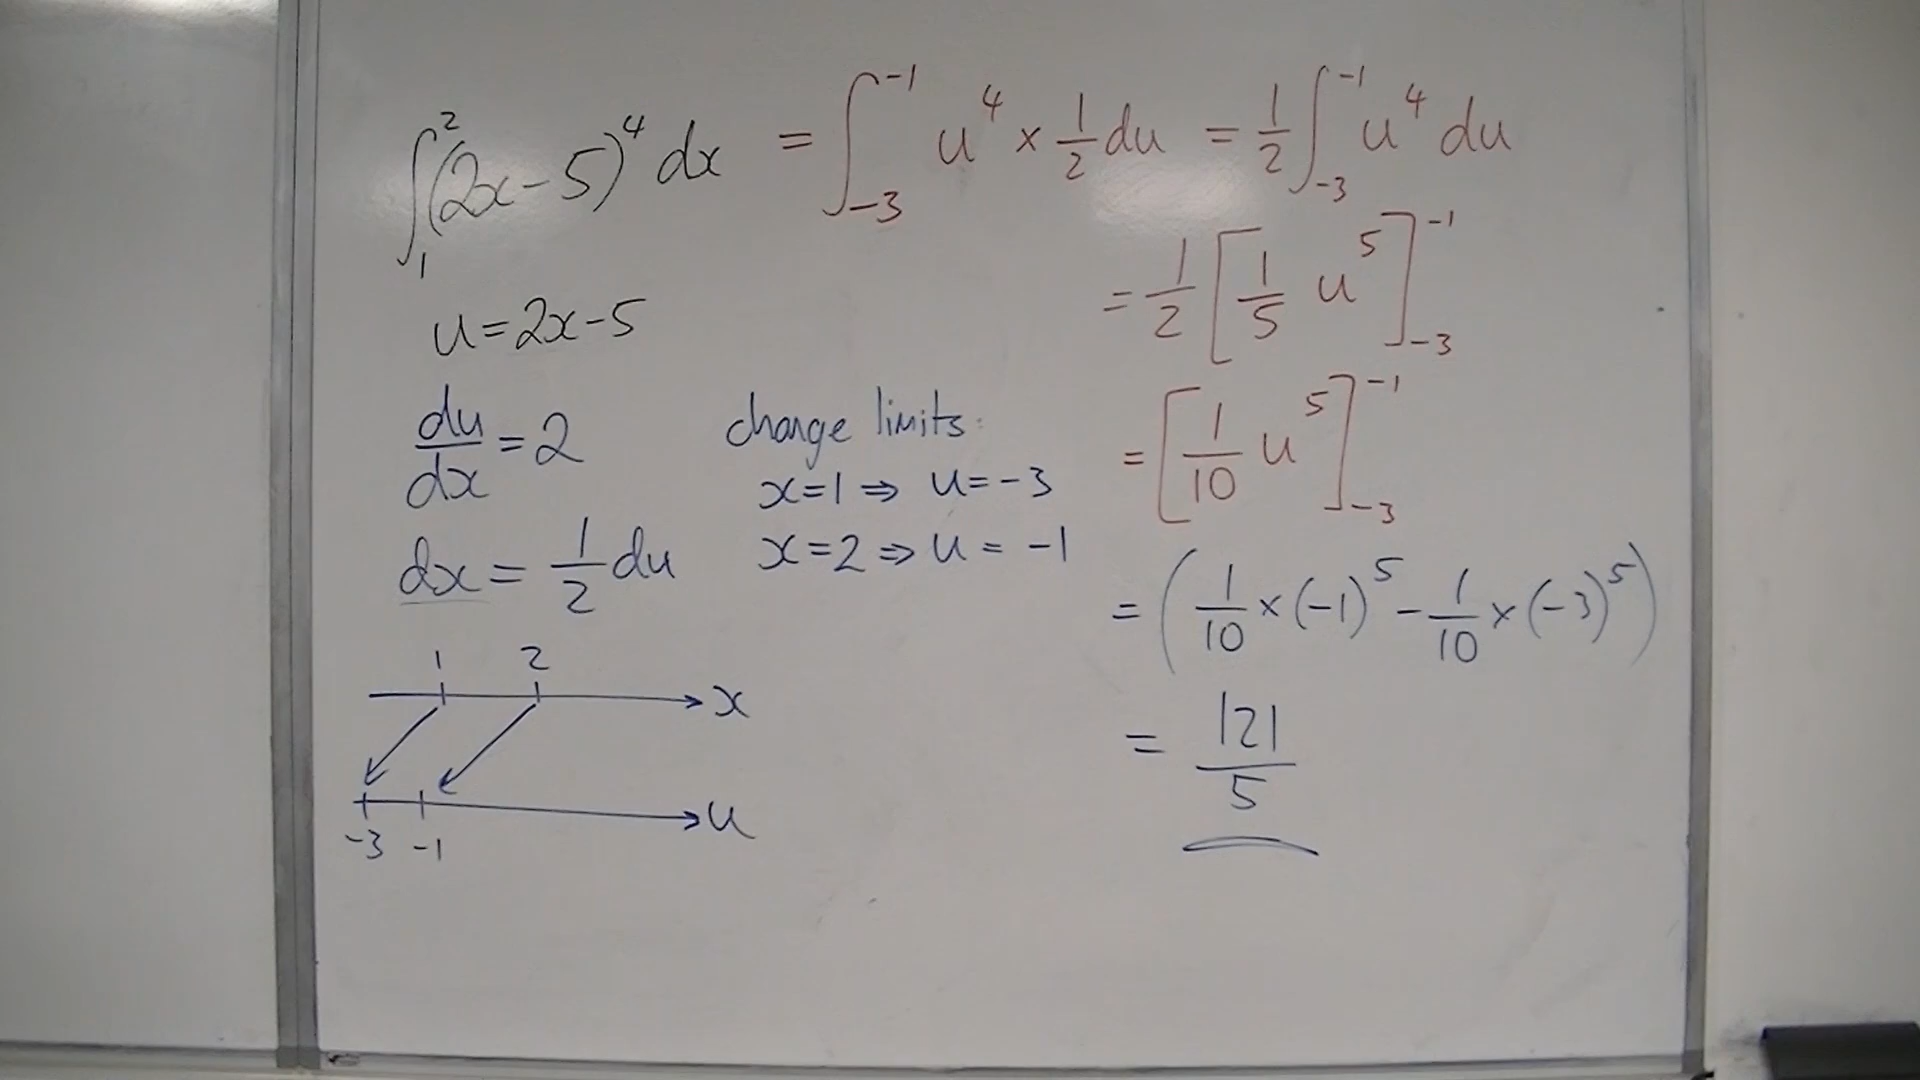 ∫₁² (2x-5)⁴ dx = ∫₋₃⁻¹ u⁴ × 1/2 du = 1/2 ∫₋₃⁻¹ u⁴ du
= 1/2 [1/5 u⁵]₋₃⁻¹
u=2x-5
du/dx = 2
change limits:
x=1 ⇒ u=-3
x=2 ⇒ u = -1
dx = 1/2 du
= [1/10 u⁵]₋₃⁻¹
= (1/10 × (-1)⁵ - 1/10 × (-3)⁵)
= 121/5
1 2
x
u
-3 -1